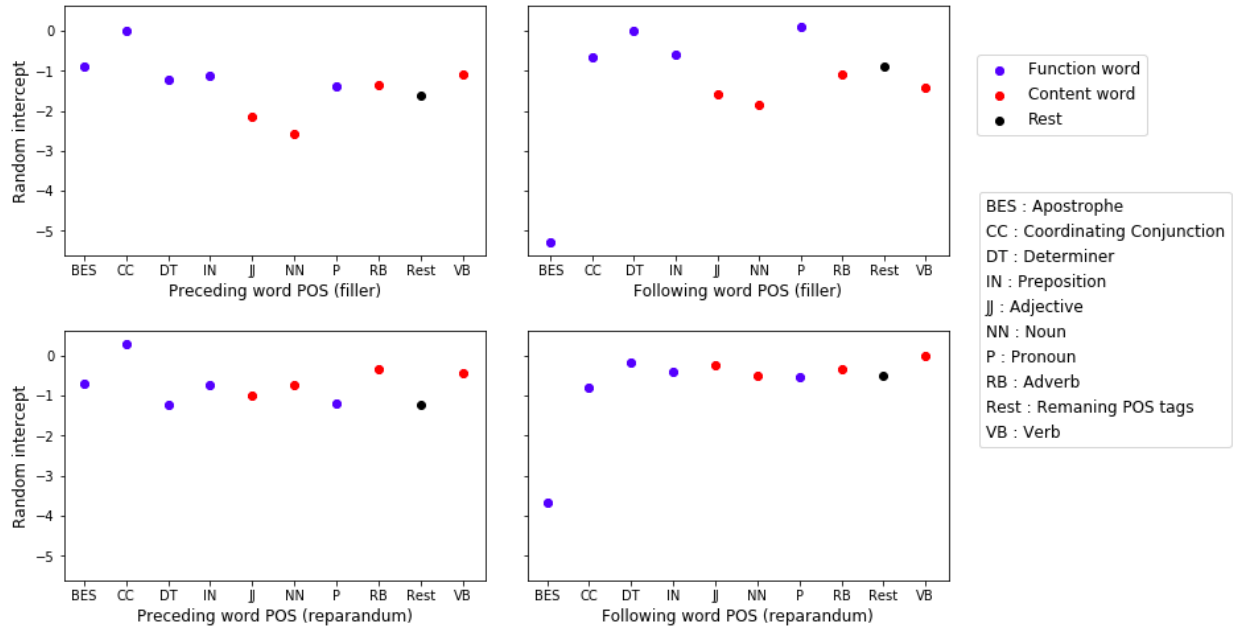 Random intercept
0
−1
−2
−3
−4
−5
BES CC DT IN JJ NN P RB Rest VB
Preceding word POS (filler)
BES CC DT IN JJ NN P RB Rest VB
Following word POS (filler)
Function word
Content word
Rest
BES : Apostrophe
CC : Coordinating Conjunction
DT : Determiner
IN : Preposition
JJ : Adjective
NN : Noun
P : Pronoun
RB : Adverb
Rest : Remaning POS tags
VB : Verb
Random intercept
0
−1
−2
−3
−4
−5
BES CC DT IN JJ NN P RB Rest VB
Preceding word POS (reparandum)
BES CC DT IN JJ NN P RB Rest VB
Following word POS (reparandum)